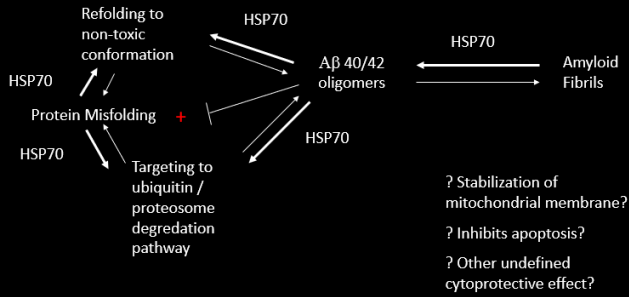 Refolding to
non-toxic
conformation
HSP70
HSP70
Aβ 40/42
oligomers
Amyloid
Fibrils
HSP70
Protein Misfolding +
HSP70
HSP70
Targeting to
ubiquitin /
proteosome
degredation
pathway
? Stabilization of
mitochondrial membrane?
? Inhibits apoptosis?
? Other undefined
cytoprotective effect?